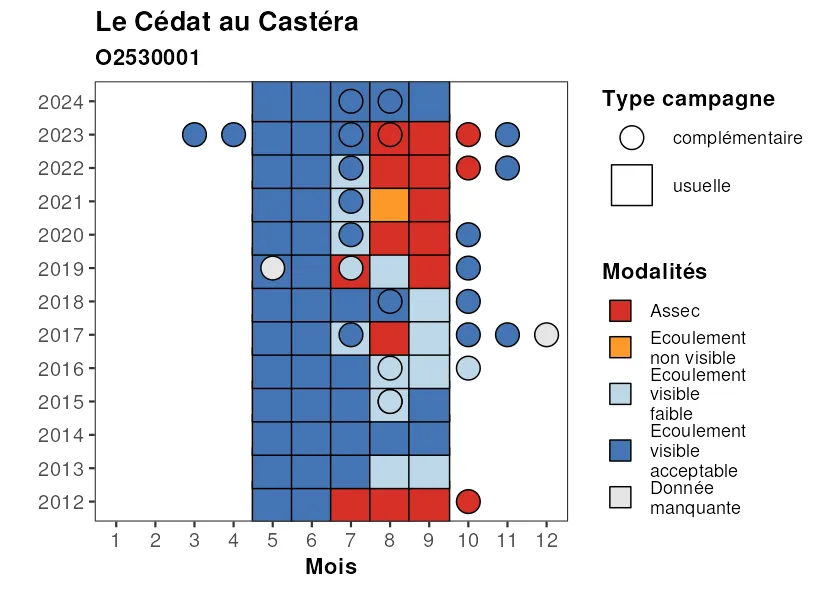 Le Cédat au Castéra
O2530001
2024
2023
2022
2021
2020
2019
2018
2017
2016
2015
2014
2013
2012
1 2 3 4 5 6 7 8 9 10 11 12
Mois
Type campagne
complémentaire
usuelle
Modalités
Assec
Ecoulement
non visible
Ecoulement
visible
faible
Ecoulement
visible
acceptable
Donnée
manquante